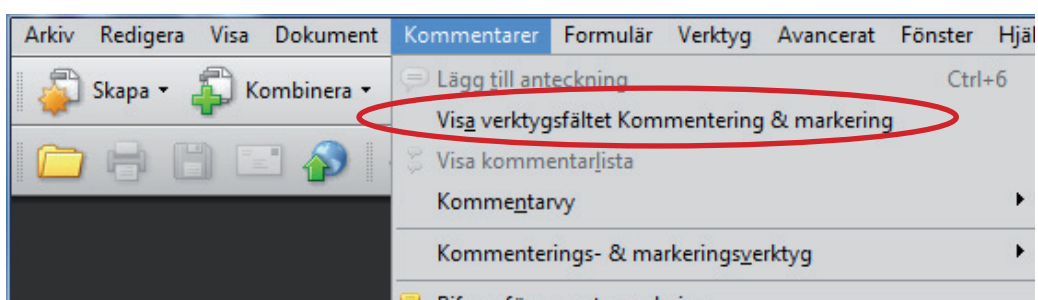 Arkiv Redigera Visa Dokument Kommentarer Formulär Verktyg Avancerat Fönster
Skapa Kombinera
Lägg till anteckning Ctrl+6
Visa verktygsfältet Kommentering & markering
Visa kommentarlista
Kommentarvy
Kommenterings- & markeringsverktyg